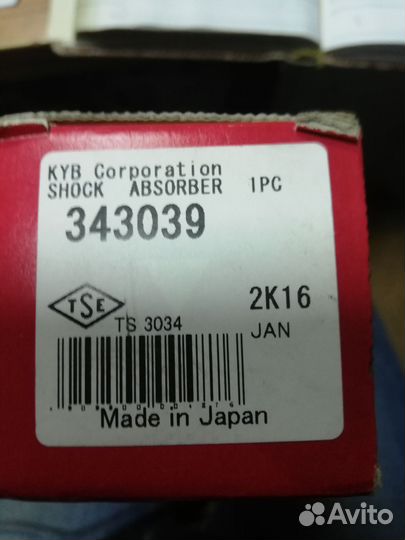 KYB Corporation
SHOCK ABSORBER 1PC
343039
TSE
2K16
TS 3034
JAN
Made in Japan
Avito